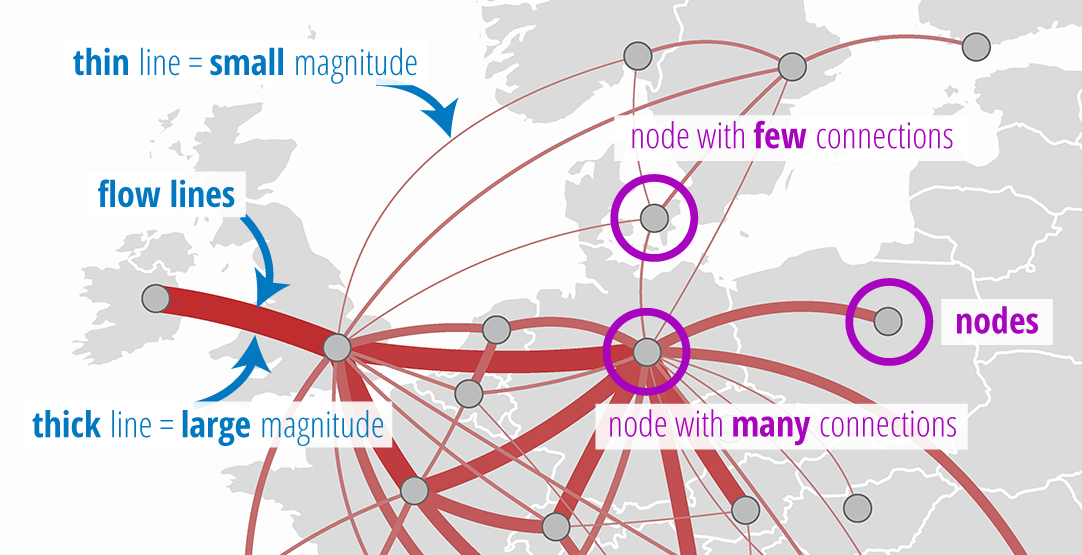 thin line = small magnitude
node with few connections
flow lines
nodes
thick line = large magnitude
node with many connections